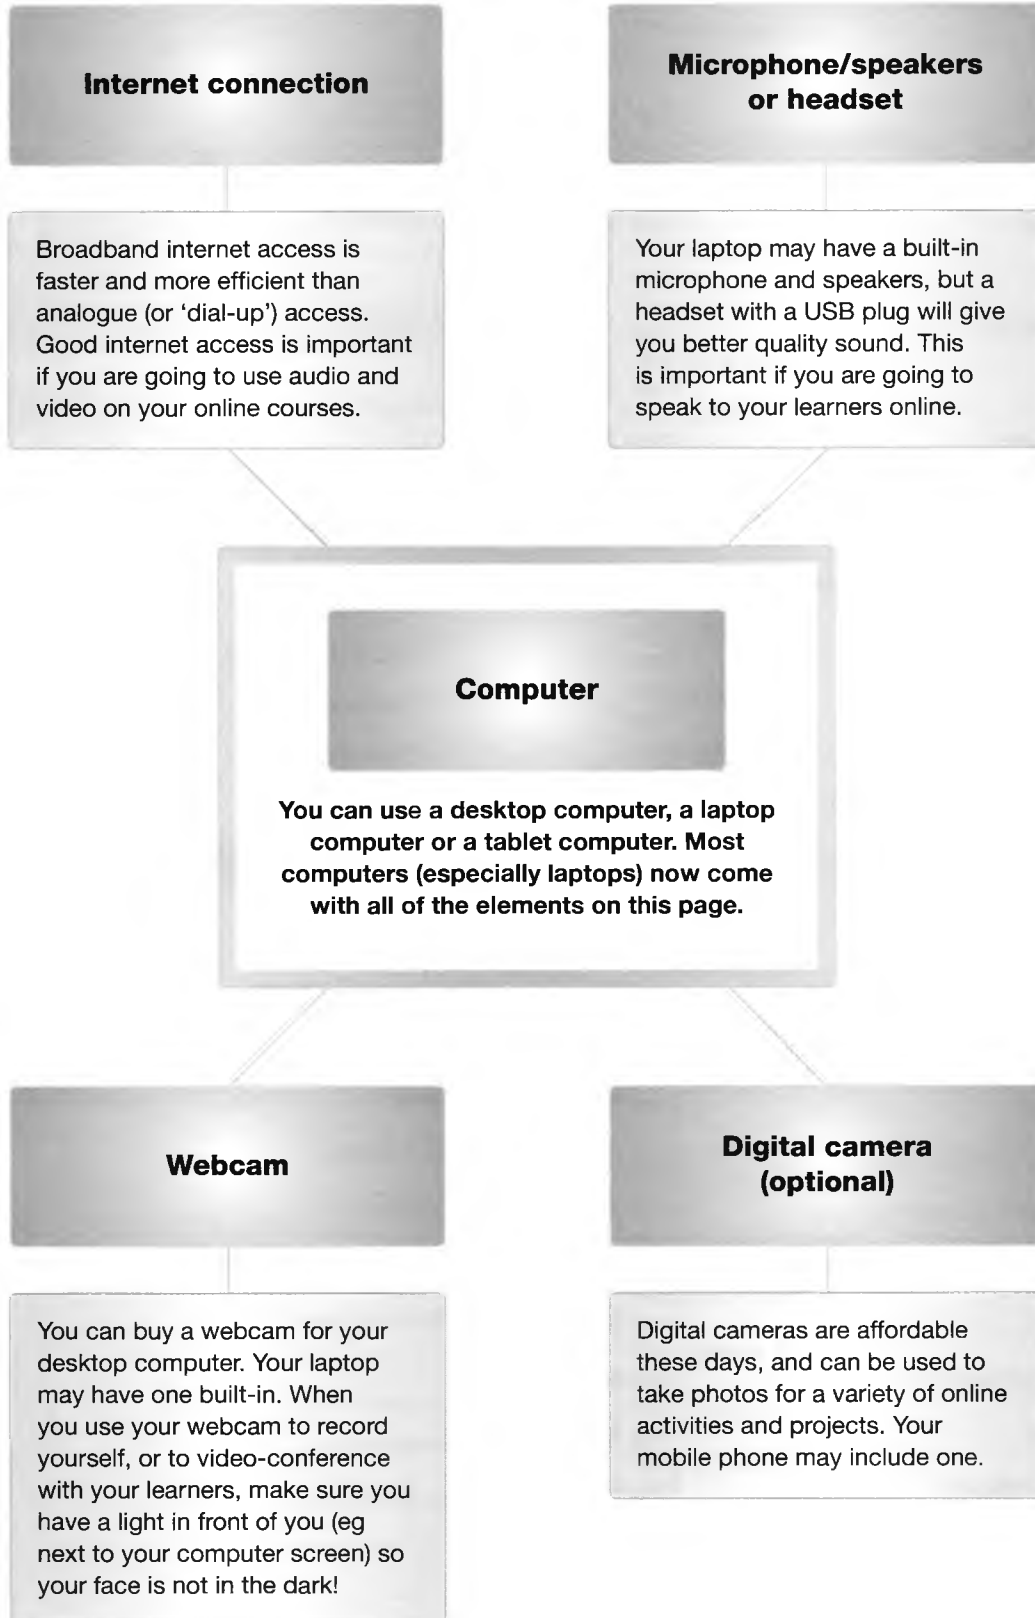 Internet connection
Broadband internet access is
faster and more efficient than
analogue (or ‘dial-up’) access.
Good internet access is important
if you are going to use audio and
video on your online courses.
Microphone/speakers
or headset
Your laptop may have a built-in
microphone and speakers, but a
headset with a USB plug will give
you better quality sound. This
is important if you are going to
speak to your learners online.
Computer
You can use a desktop computer, a laptop
computer or a tablet computer. Most
computers (especially laptops) now come
with all of the elements on this page.
Webcam
You can buy a webcam for your
desktop computer. Your laptop
may have one built-in. When
you use your webcam to record
yourself, or to video-conference
with your learners, make sure you
have a light in front of you (eg
next to your computer screen) so
your face is not in the dark!
Digital camera
(optional)
Digital cameras are affordable
these days, and can be used to
take photos for a variety of online
activities and projects. Your
mobile phone may include one.